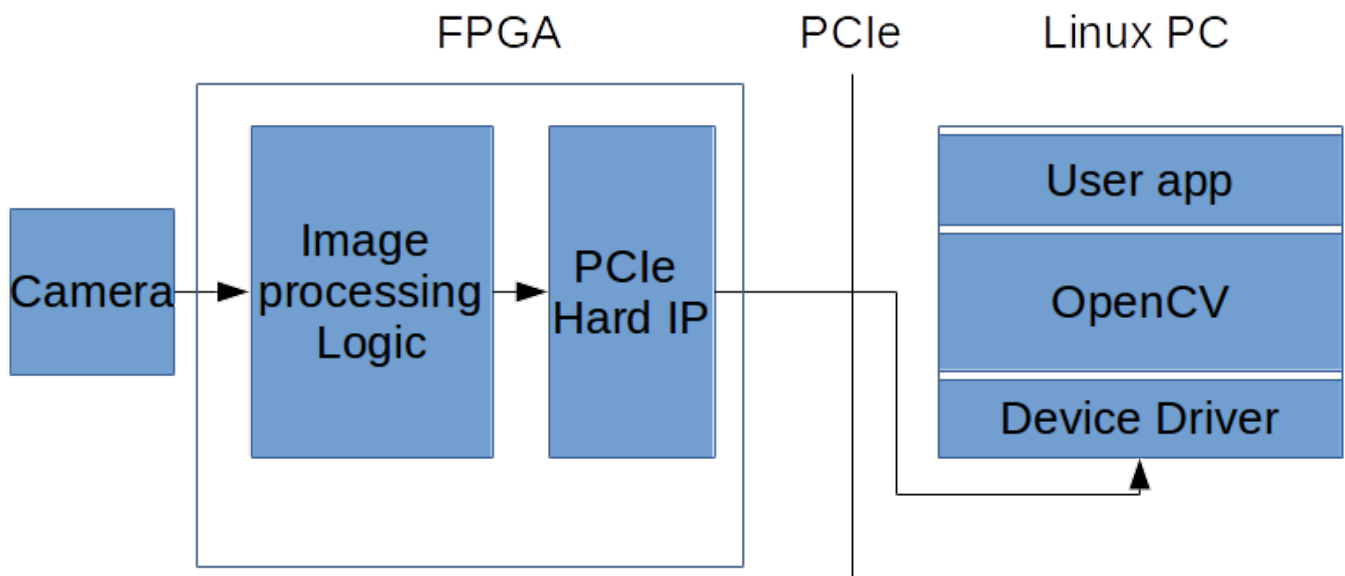 FPGA
PCIe
Linux PC
Camera
Image
processing
Logic
PCIe
Hard IP
User app
OpenCV
Device Driver